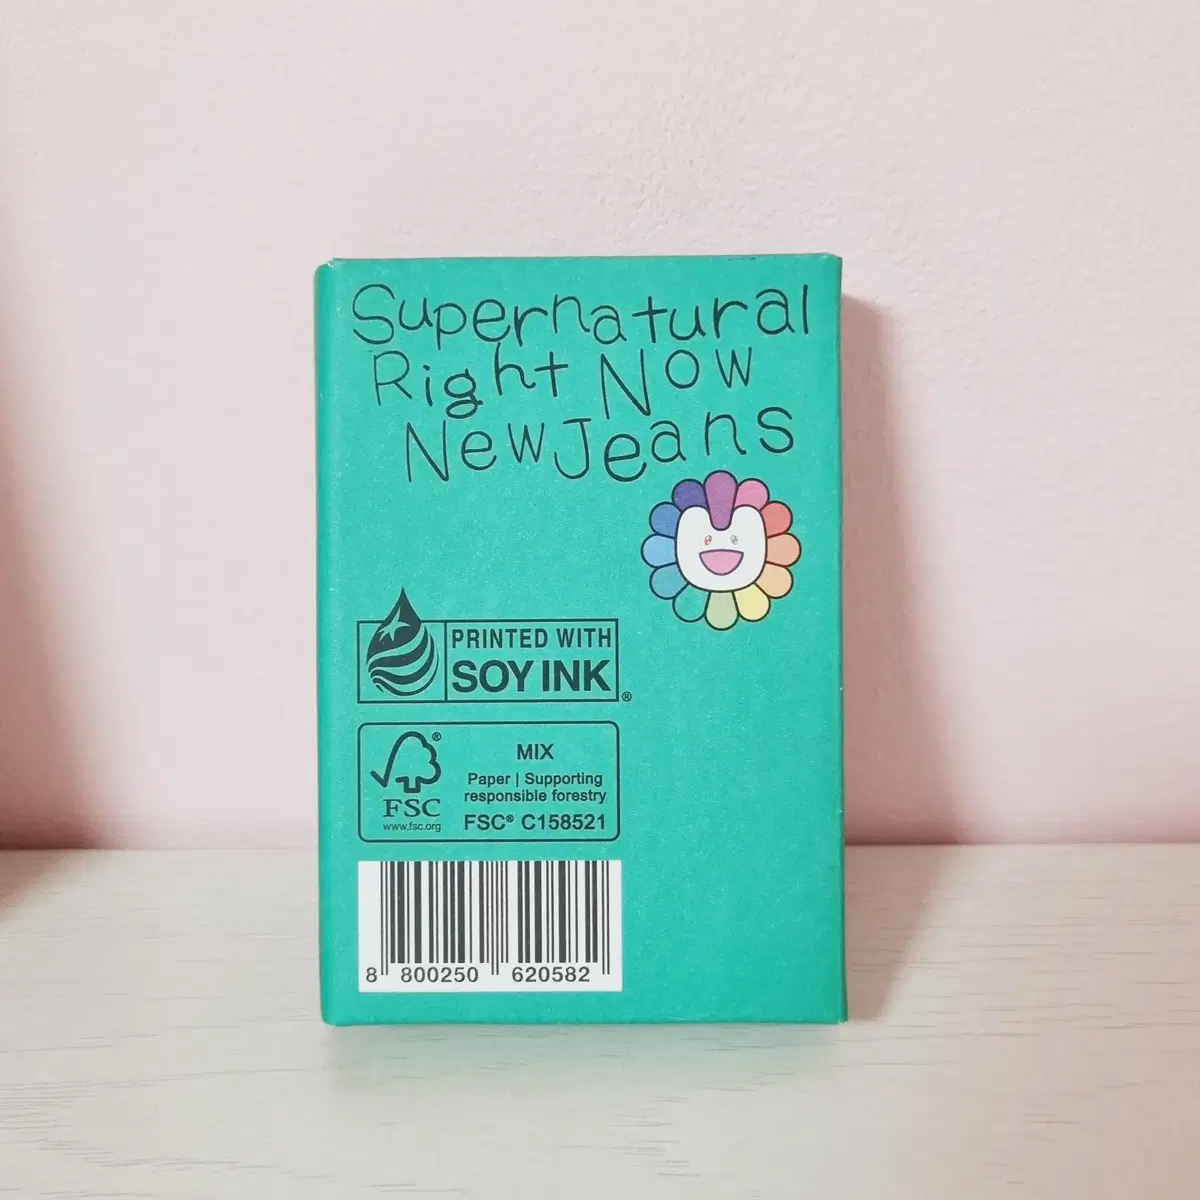 Supernatural
Right Now
NewJeans
PRINTED WITH
SOY INK®
®
FSC
www.fsc.org
MIX
Paper | Supporting
responsible forestry
FSC® C158521
8 800250 620582